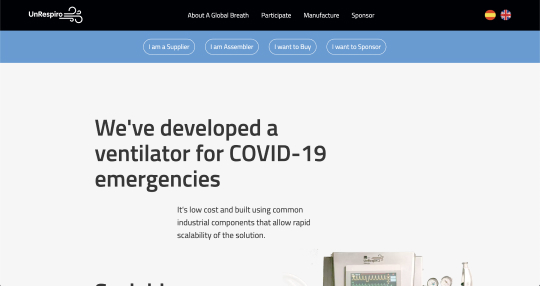 UnRespiro
About A Global Breath Participate Manufacture Sponsor
I am a Supplier I am Assembler I want to Buy I want to Sponsor
We've developed a
ventilator for COVID-19
emergencies
It's low cost and built using common
industrial components that allow rapid
scalability of the solution.